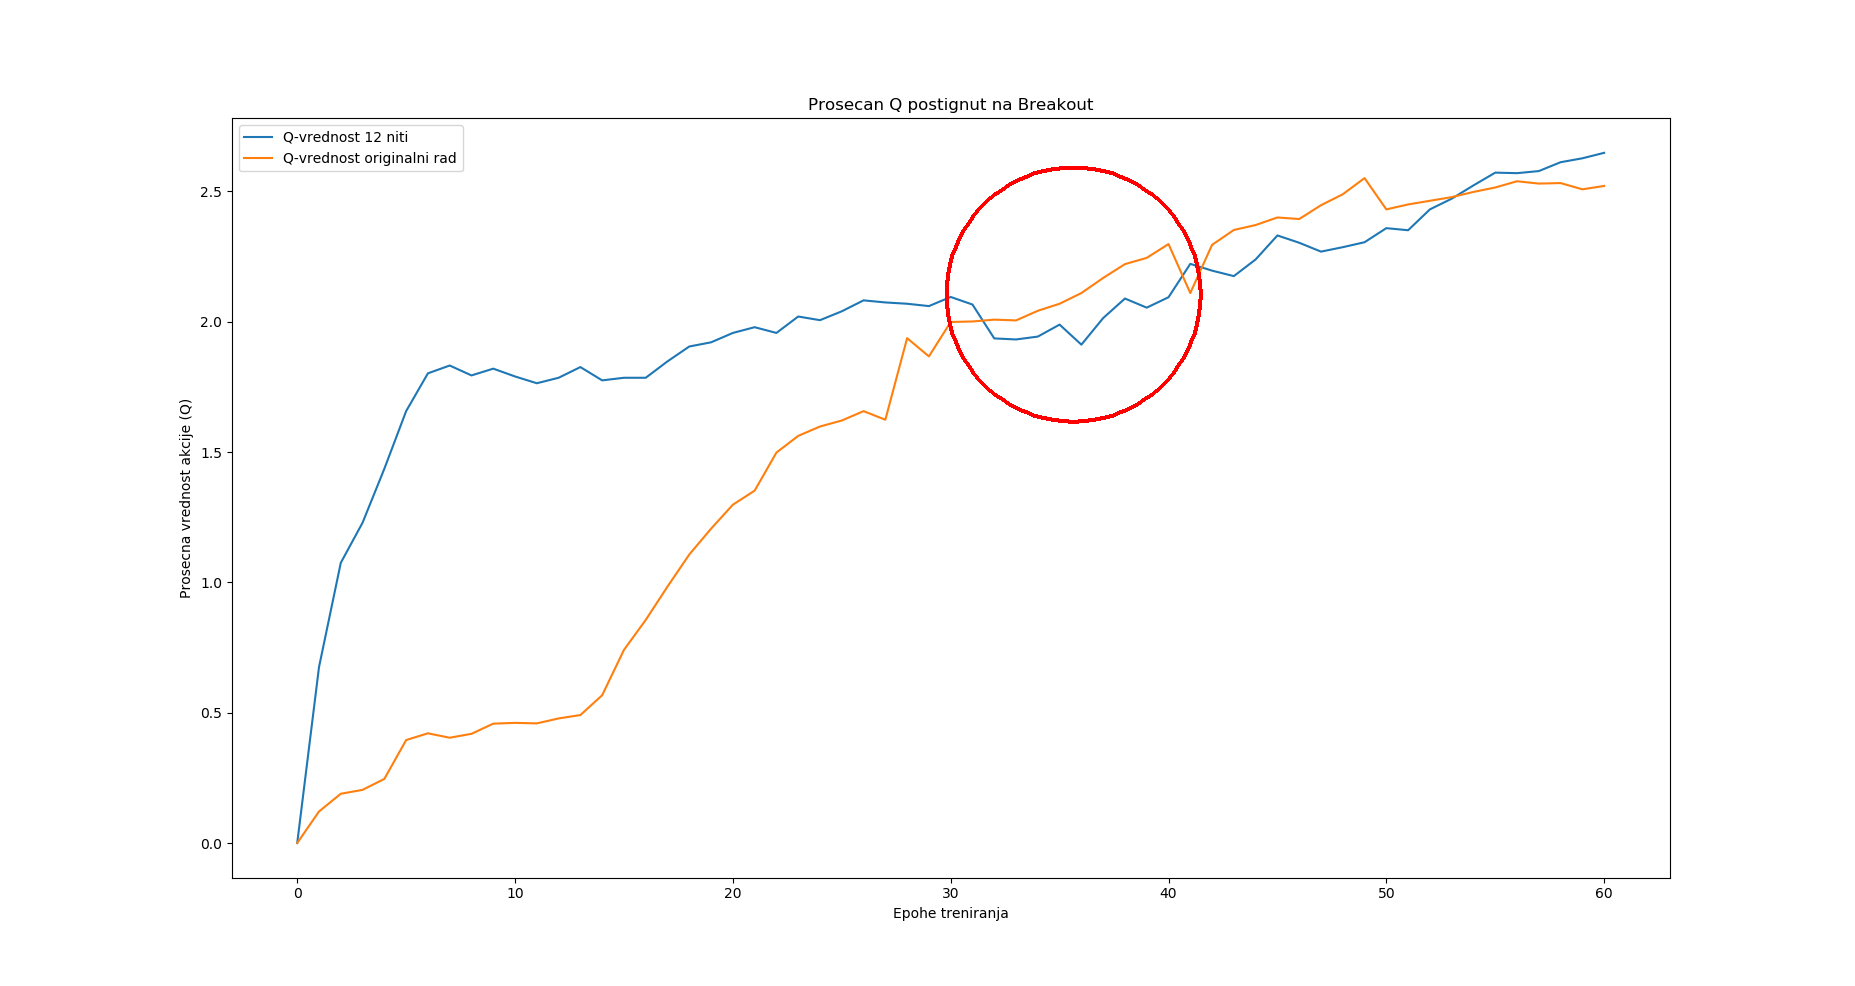 Prosecan Q postignut na Breakout
Q-vrednost 12 niti
Q-vrednost originalni rad
Prosecna vrednost akcije (Q)
2.5
2.0
1.5
1.0
0.5
0.0
0 10 20 30 40 50 60
Epohe treniranja